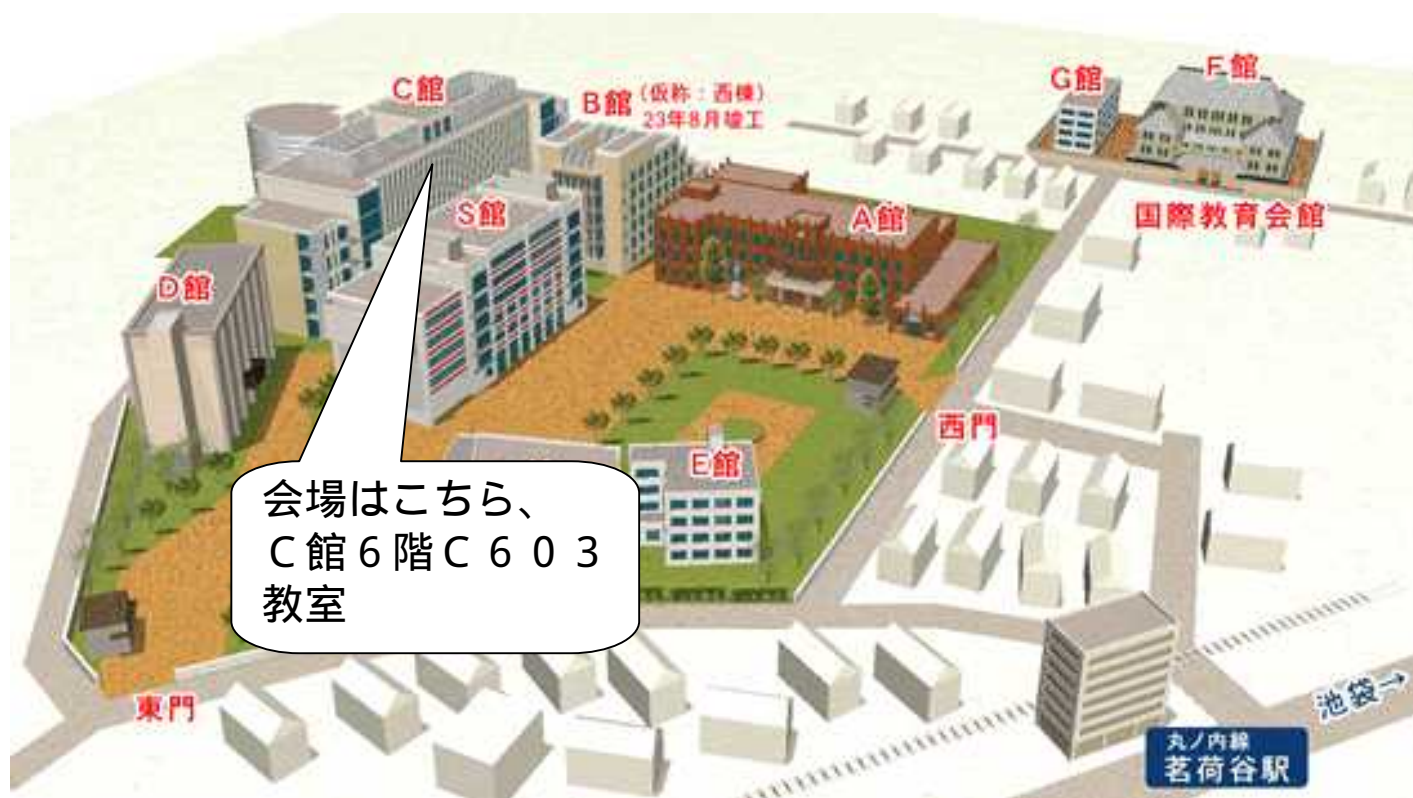 C館
B館 (仮称：西棟)
23年8月竣工
G館
F館
国際教育会館
S館
A館
D館
西門
E館
会場はこちら、
Ｃ館６階Ｃ６０３
教室
東門
池袋→
丸ノ内線
茗荷谷駅